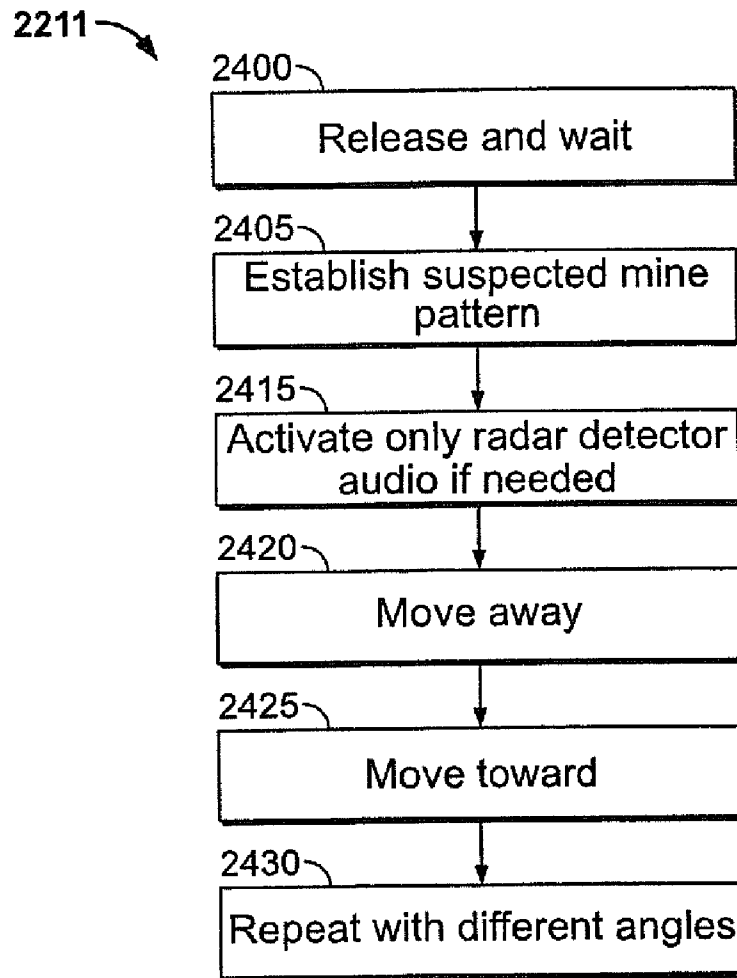 2211
2400
Release and wait
2405
Establish suspected mine
pattern
2415
Activate only radar detector
audio if needed
2420
Move away
2425
Move toward
2430
Repeat with different angles